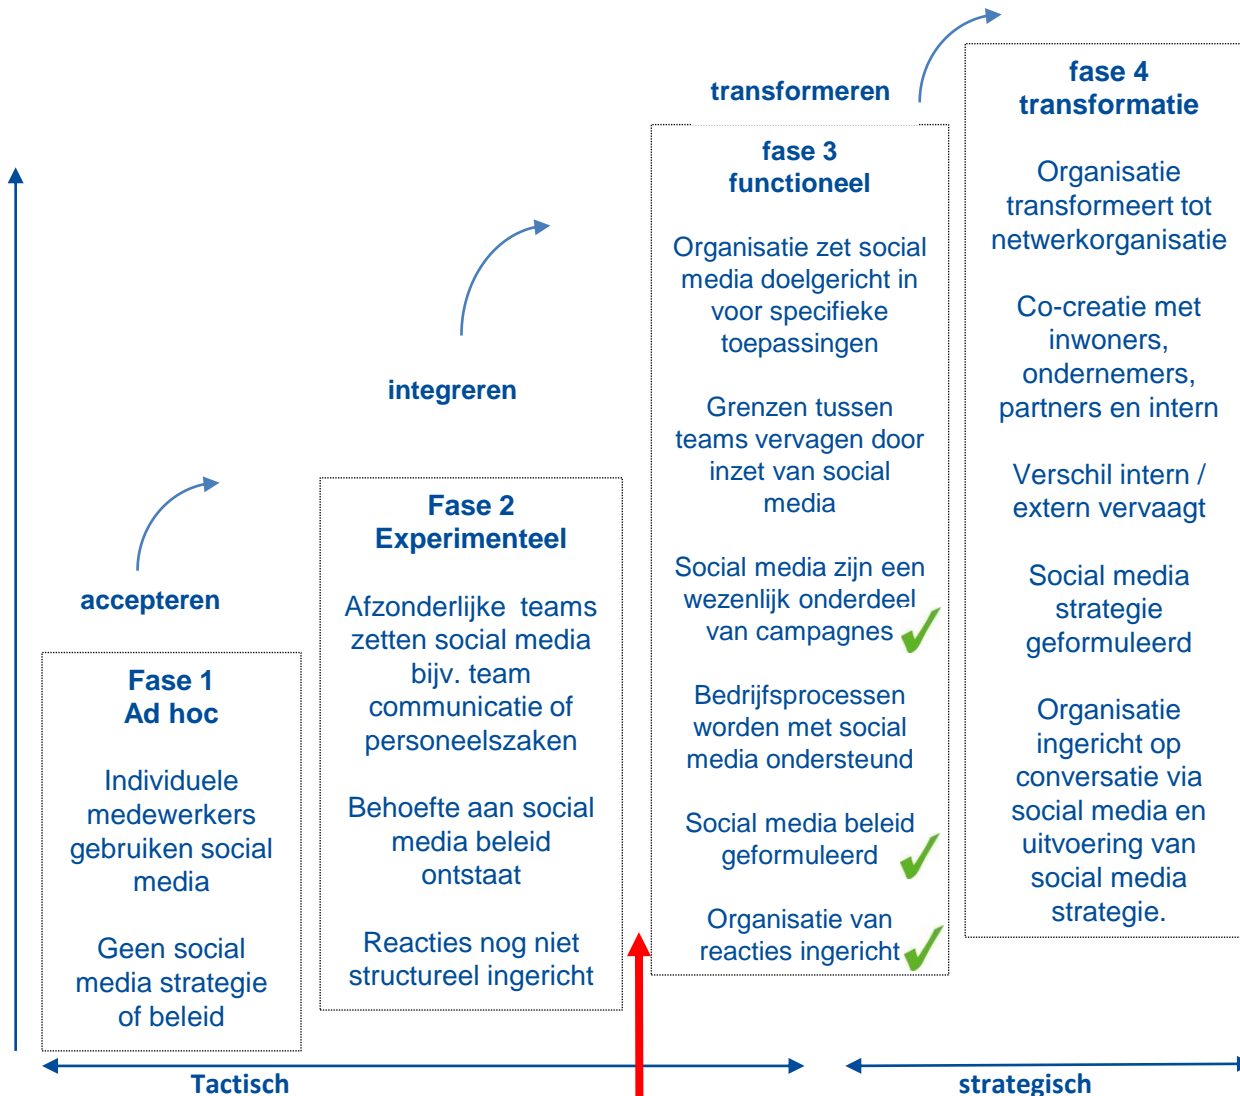 accepteren
Fase 1
Ad hoc
Individuele
medewerkers
gebruiken social
media
Geen social
media strategie
of beleid
integreren
Fase 2
Experimenteel
Afzonderlijke teams
zetten social media
bijv. team
communicatie of
personeelszaken
Behoefte aan social
media beleid
ontstaat
Reacties nog niet
structureel ingericht
transformeren
fase 3
functioneel
Organisatie zet social
media doelgericht in
voor specifieke
toepassingen
Grenzen tussen
teams vervagen door
inzet van social
media
Social media zijn een
wezenlijk onderdeel
van campagnes
Bedrijfsprocessen
worden met social
media ondersteund
Social media beleid
geformuleerd
Organisatie van
reacties ingericht
fase 4
transformatie
Organisatie
transformeert tot
netwerkorganisatie
Co-creatie met
inwoners,
ondernemers,
partners en intern
Verschil intern /
extern vervaagt
Social media
strategie
geformuleerd
Organisatie
ingericht op
conversatie via
social media en
uitvoering van
social media
strategie.
Tactisch
strategisch